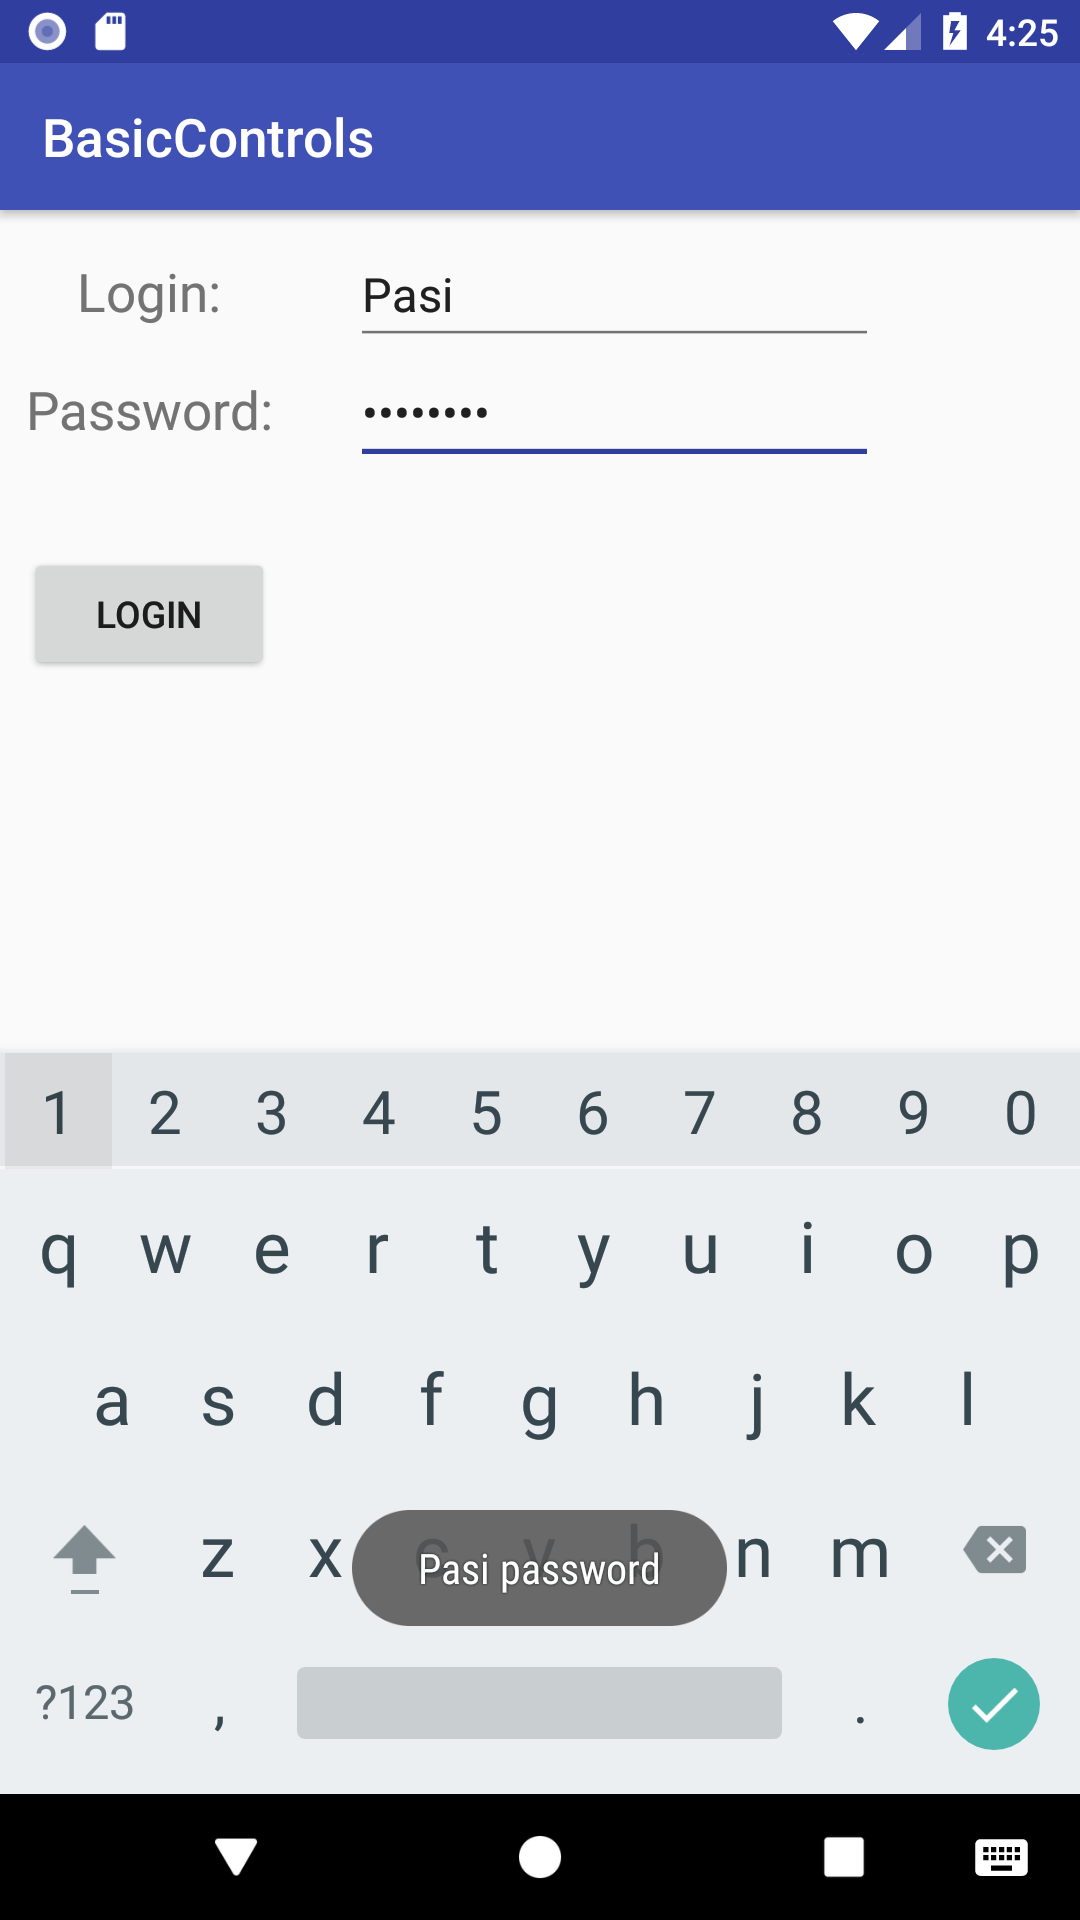 4:25
BasicControls
Login: Pasi
Password: ••••••••
LOGIN
1 2 3 4 5 6 7 8 9 0
q w e r t y u i o p
a s d f g h j k l
z x c v b n m
Pasi password
?123 , .